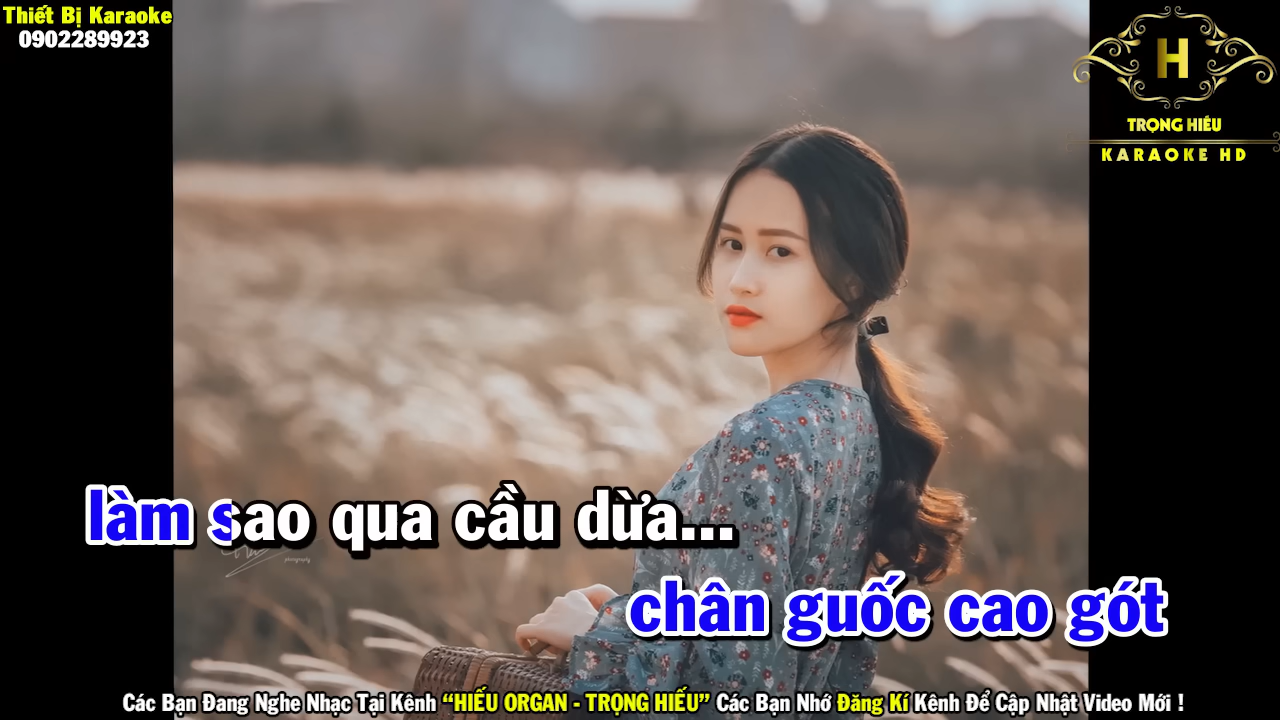 Thiết Bị Karaoke
0902289923
H
TRỌNG HIẾU
KARAOKE HD
làm sao qua cầu dừa...
photography
chân guốc cao gót
Các Bạn Đang Nghe Nhạc Tại Kênh “HIẾU ORGAN - TRỌNG HIẾU” Các Bạn Nhớ Đăng Kí Kênh Để Cập Nhật Video Mới !